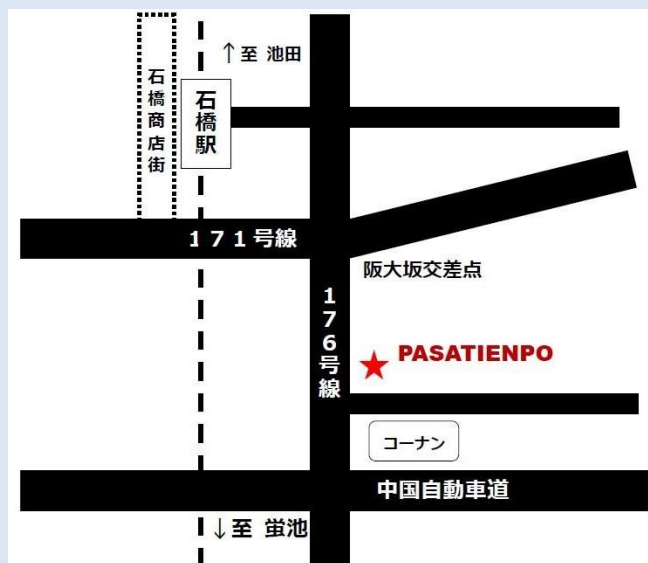 ↑至 池田
石橋商店街
石橋駅
171号線
阪大坂交差点
176号線
★ PASATIENPO
コーナン
中国自動車道
↓至 蛍池